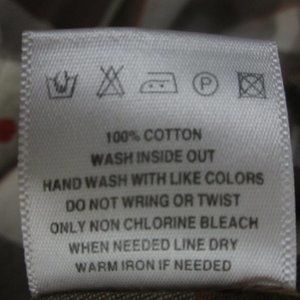 P
100% COTTON
WASH INSIDE OUT
HAND WASH WITH LIKE COLORS
DO NOT WRING OR TWIST
ONLY NON CHLORINE BLEACH
WHEN NEEDED LINE DRY
WARM IRON IF NEEDED